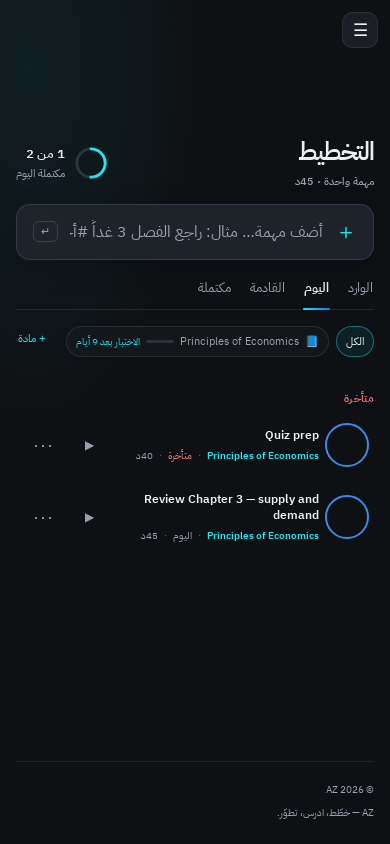 التخطيط
مهمة واحدة · 45د
1 من 2
مكتملة اليوم
+ أضف مهمة... مثال: راجع الفصل 3 غداً #أ ↵
الوارد اليوم القادمة مكتملة
الكل
📘 Principles of Economics الاختبار بعد 9 أيام
+ مادة
متأخرة
Quiz prep
Principles of Economics · متأخرة · 40د
Review Chapter 3 — supply and
demand
Principles of Economics · اليوم · 45د
© 2026 AZ
AZ — خطّط، ادرس، تطوّر.